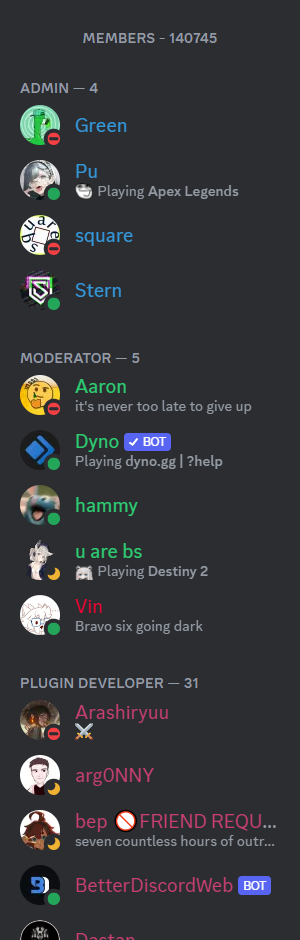 MEMBERS - 140745
ADMIN — 4
Green
Pu
Playing Apex Legends
square
square
Stern
MODERATOR — 5
Aaron
it's never too late to give up
Dyno ✓ BOT
Playing dyno.gg | ?help
hammy
u are bs
Playing Destiny 2
Vin
Bravo six going dark
PLUGIN DEVELOPER — 31
Arashiryuu
⚔️
arg0NNY
bep 🚫 FRIEND REQU...
seven countless hours of outr...
BetterDiscordWeb BOT